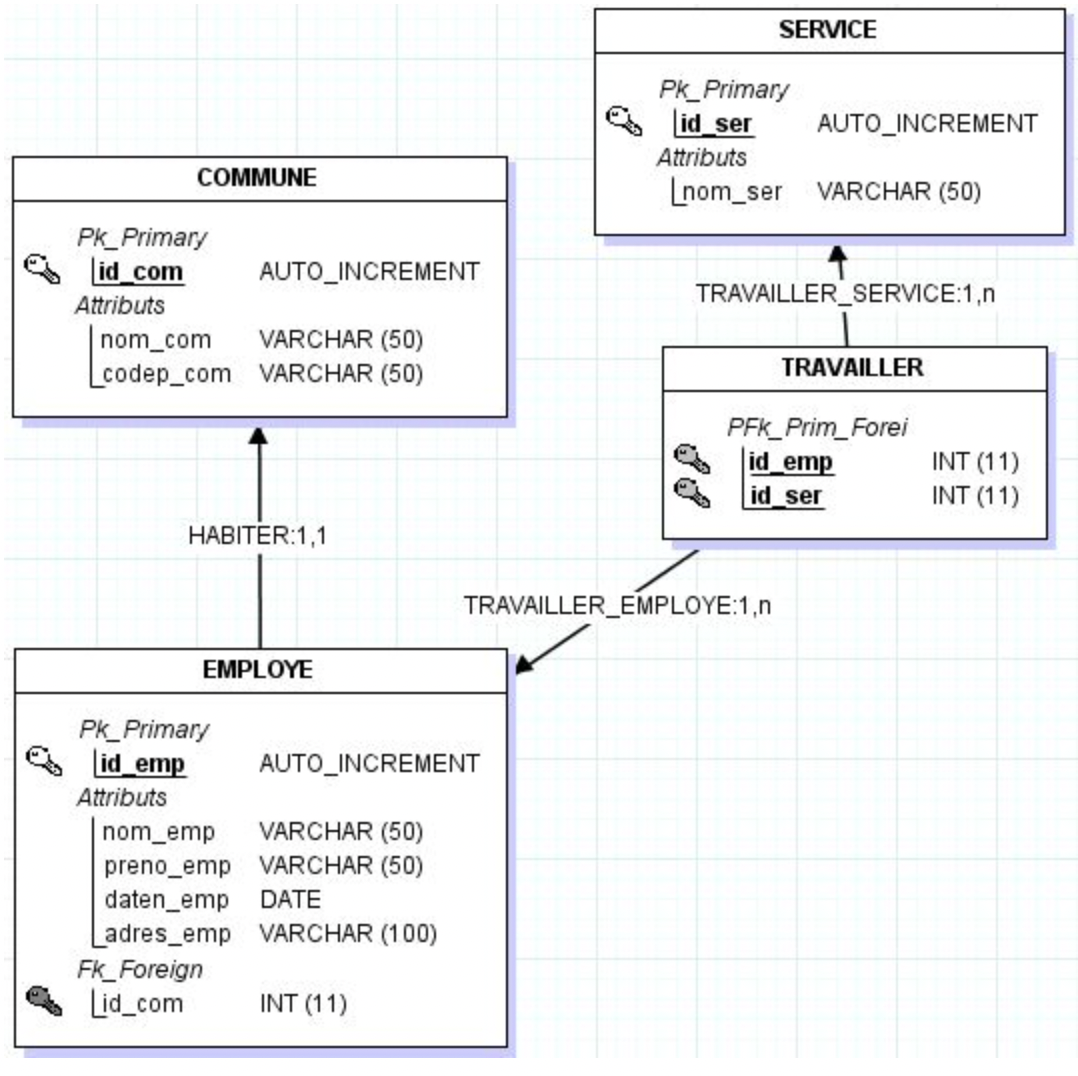 SERVICE
Pk_Primary
id_ser AUTO_INCREMENT
Attributs
nom_ser VARCHAR (50)
COMMUNE
Pk_Primary
id_com AUTO_INCREMENT
Attributs
nom_com VARCHAR (50)
codep_com VARCHAR (50)
TRAVAILLER_SERVICE:1,n
TRAVAILLER
PFk_Prim_Forei
id_emp INT (11)
id_ser INT (11)
HABITER:1,1
TRAVAILLER_EMPLOYE:1,n
EMPLOYE
Pk_Primary
id_emp AUTO_INCREMENT
Attributs
nom_emp VARCHAR (50)
preno_emp VARCHAR (50)
daten_emp DATE
adres_emp VARCHAR (100)
Fk_Foreign
id_com INT (11)